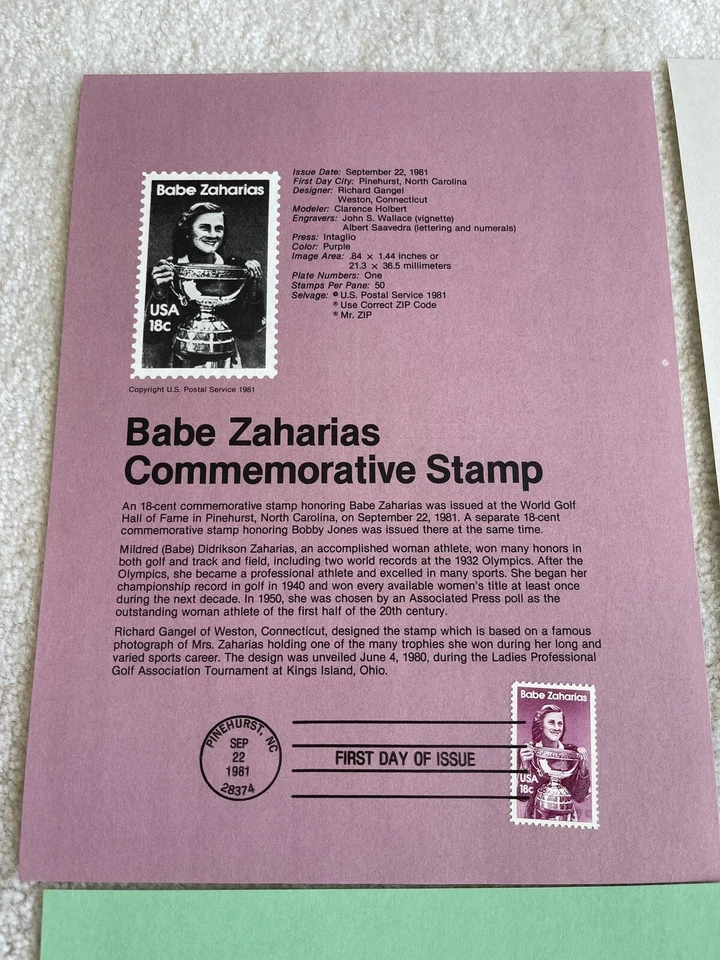 Babe Zaharias
USA
18c
Copyright U.S. Postal Service 1981
Issue Date: September 22, 1981
First Day City: Pinehurst, North Carolina
Designer: Richard Gangel
Weston, Connecticut
Modeler: Clarence Holbert
Engravers: John S. Wallace (vignette)
Albert Saavedra (lettering and numerals)
Press: Intaglio
Color: Purple
Image Area: .84 × 1.44 inches or
21.3 × 36.5 millimeters
Plate Numbers: One
Stamps Per Pane: 50
Selvage: © U.S. Postal Service 1981
® Use Correct ZIP Code
® Mr. ZIP
Babe Zaharias
Commemorative Stamp
An 18-cent commemorative stamp honoring Babe Zaharias was issued at the World Golf
Hall of Fame in Pinehurst, North Carolina, on September 22, 1981. A separate 18-cent
commemorative stamp honoring Bobby Jones was issued there at the same time.
Mildred (Babe) Didrikson Zaharias, an accomplished woman athlete, won many honors in
both golf and track and field, including two world records at the 1932 Olympics. After the
Olympics, she became a professional athlete and excelled in many sports. She began her
championship record in golf in 1940 and won every available women's title at least once
during the next decade. In 1950, she was chosen by an Associated Press poll as the
outstanding woman athlete of the first half of the 20th century.
Richard Gangel of Weston, Connecticut, designed the stamp which is based on a famous
photograph of Mrs. Zaharias holding one of the many trophies she won during her long and
varied sports career. The design was unveiled June 4, 1980, during the Ladies Professional
Golf Association Tournament at Kings Island, Ohio.
PINEHURST, NC
SEP
22
1981
28374
FIRST DAY OF ISSUE
Babe Zaharias
USA
18c